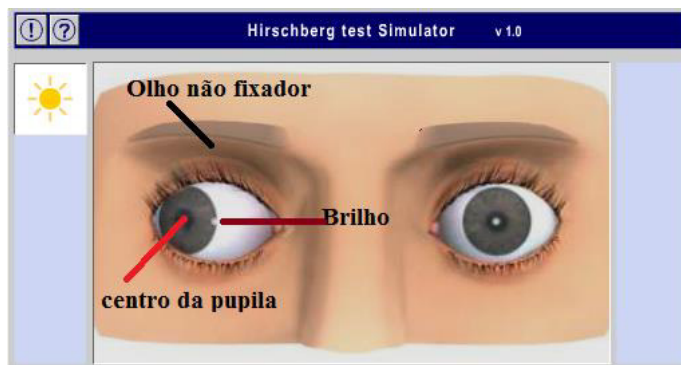 ! ? Hirschberg test Simulator v 1.0
Olho não fixador
Brilho
centro da pupila